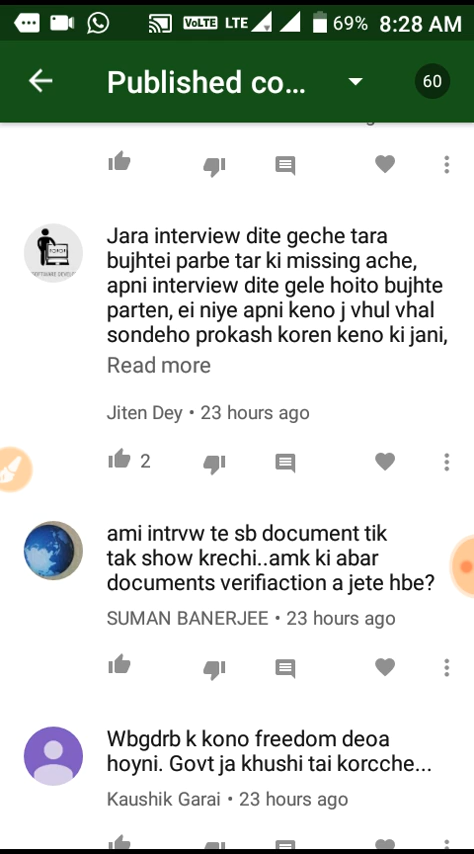 VoLTE LTE 69% 8:28 AM
Published co... 60
Jara interview dite geche tara
bujhtei parbe tar ki missing ache,
apni interview dite gele hoito bujhte
parten, ei niye apni keno j vhul vhal
sondeho prokash koren keno ki jani,
Read more
Jiten Dey • 23 hours ago
2
ami intrvw te sb document tik
tak show krechi..amk ki abar
documents verifiaction a jete hbe?
SUMAN BANERJEE • 23 hours ago
Wbgdrb k kono freedom deoa
hoyni. Govt ja khushi tai korcche...
Kaushik Garai • 23 hours ago